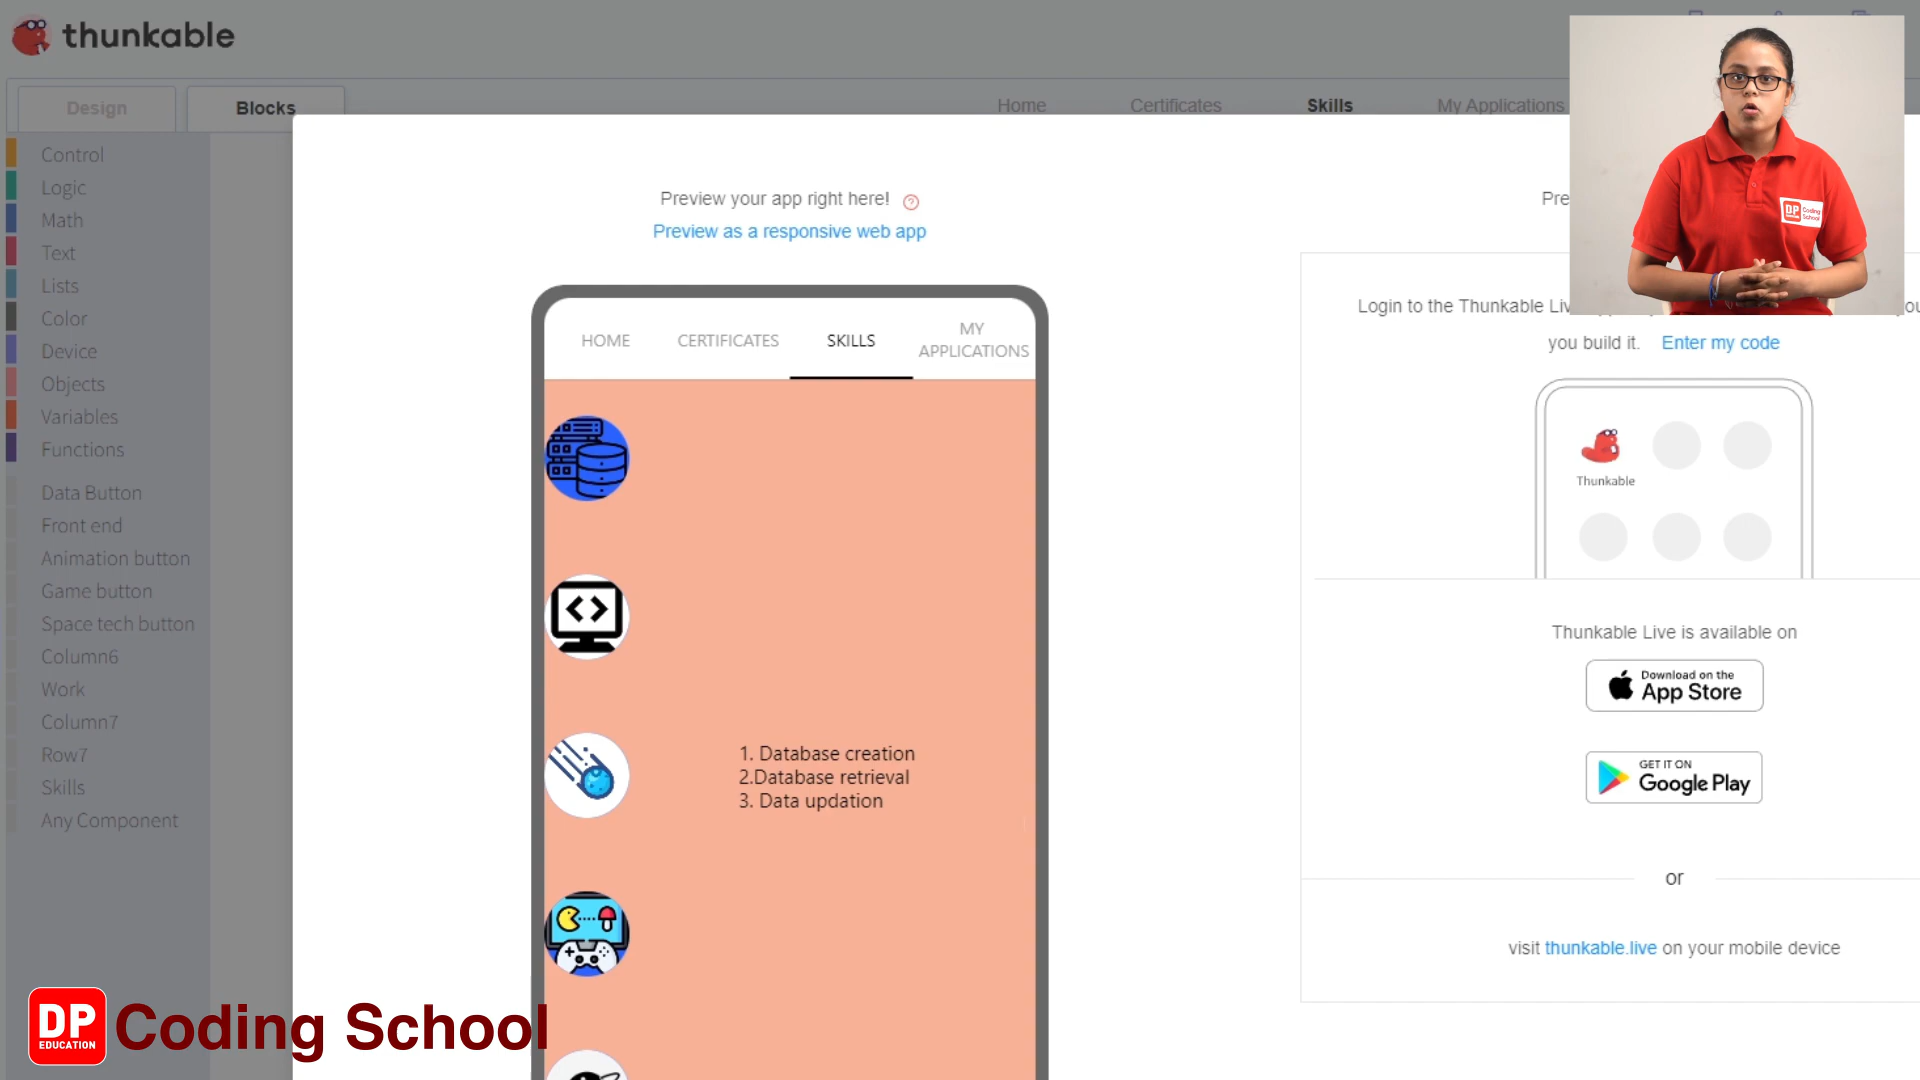 thunkable
Design
Blocks
Home
Certificates
Skills
My Applications
Control
Logic
Math
Text
Lists
Color
Device
Objects
Variables
Functions
Data Button
Front end
Animation button
Game button
Space tech button
Column6
Work
Column7
Row7
Skills
Any Component
Preview your app right here!
Preview as a responsive web app
HOME
CERTIFICATES
SKILLS
MY
APPLICATIONS
1. Database creation
2.Database retrieval
3. Data updation
DP
Coding
School
Login to the Thunkable
you build it. Enter my code
Thunkable
Thunkable Live is available on
Download on the
App Store
GET IT ON
Google Play
or
visit thunkable.live on your mobile device
DP
EDUCATION
Coding School